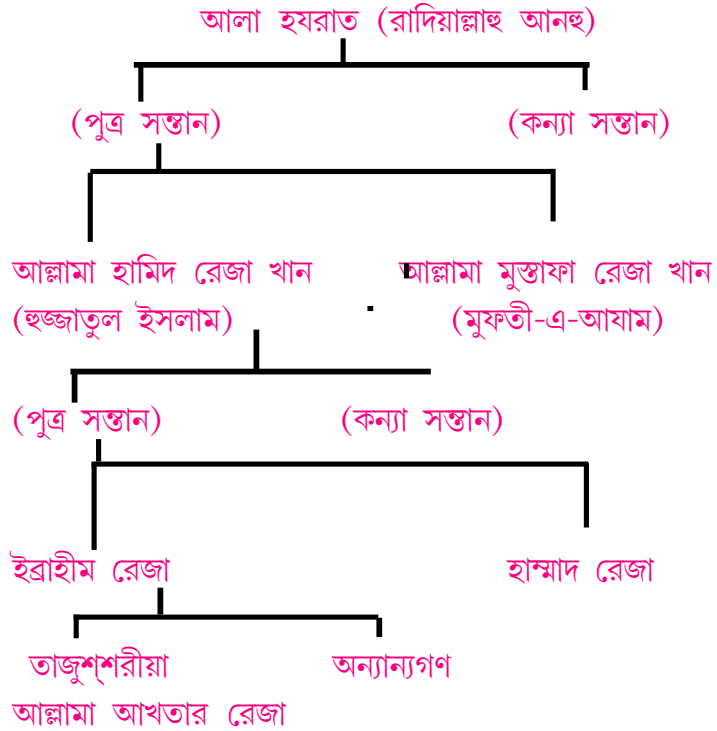 আলা হযরাত (রাদিয়াল্লাহু আনহু)
(পুত্র সন্তান) (কন্যা সন্তান)
আল্লামা হামিদ রেজা খান আল্লামা মুস্তাফা রেজা খান
(হুজ্জাতুল ইসলাম) (মুফতী-এ-আযাম)
(পুত্র সন্তান) (কন্যা সন্তান)
ইব্রাহীম রেজা হাম্মাদ রেজা
তাজুশ্শরীয়া অন্যান্যগণ
আল্লামা আখতার রেজা